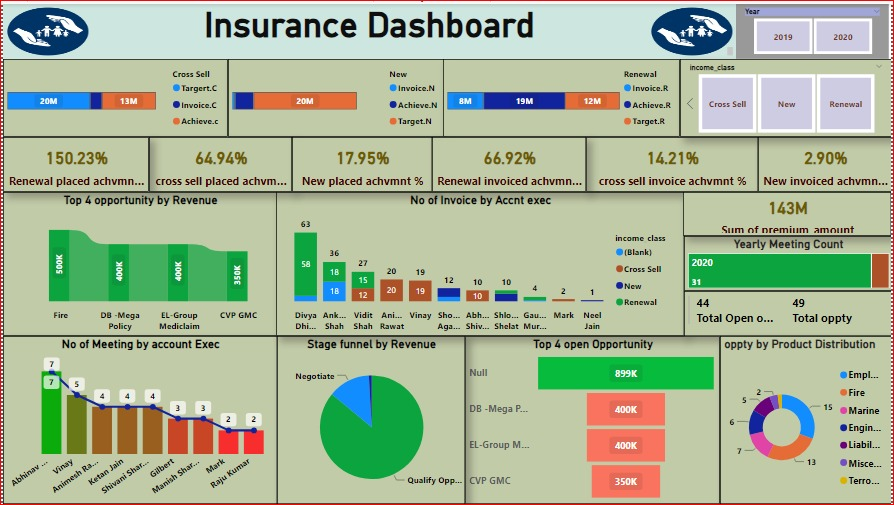 Insurance Dashboard
Year
2019
2020
Cross Sell
Targert.C
Invoice.C
Achieve.c
20M
13M
New
Invoice.N
Achieve.N
Target.N
20M
Renewal
Invoice.R
Achieve.R
Target.R
8M
19M
12M
income_class
Cross Sell
New
Renewal
150.23%
Renewal placed achvmn...
64.94%
cross sell placed achvm...
17.95%
New placed achvmnt %
66.92%
Renewal invoiced achvmn...
14.21%
cross sell invoice achvmnt %
2.90%
New invoiced achvmn...
Top 4 opportunity by Revenue
500K
400K
400K
350K
Fire
DB -Mega
Policy
EL-Group
Mediclaim
CVP GMC
No of Invoice by Accnt exec
63
58
36
18
18
27
15
12
20
20
19
19
12
10
10
10
4
2
1
Divya
Dhi...
Ank...
Shah
Vidit
Shah
Ani...
Rawat
Vinay
Sho...
Aga...
Abh...
Shiv...
Shlo...
Shelat
Gau...
Mur...
Mark
Neel
Jain
income_class
(Blank)
Cross Sell
New
Renewal
143M
Sum of premium_amount
Yearly Meeting Count
2020
31
44
Total Open o...
49
Total oppty
No of Meeting by account Exec
7
7
5
4
4
4
3
3
2
2
Abhinav ...
Vinay
Animesh Ra...
Ketan Jain
Shivani Shar...
Gilbert
Manish Shar...
Mark
Raju Kumar
Stage funnel by Revenue
Negotiate
Qualify Opp...
Top 4 open Opportunity
Null
899K
DB -Mega P...
400K
EL-Group M...
400K
CVP GMC
350K
oppty by Product Distribution
2
5
6
7
13
15
Empl...
Fire
Marine
Engin...
Liabil...
Misce...
Terro...